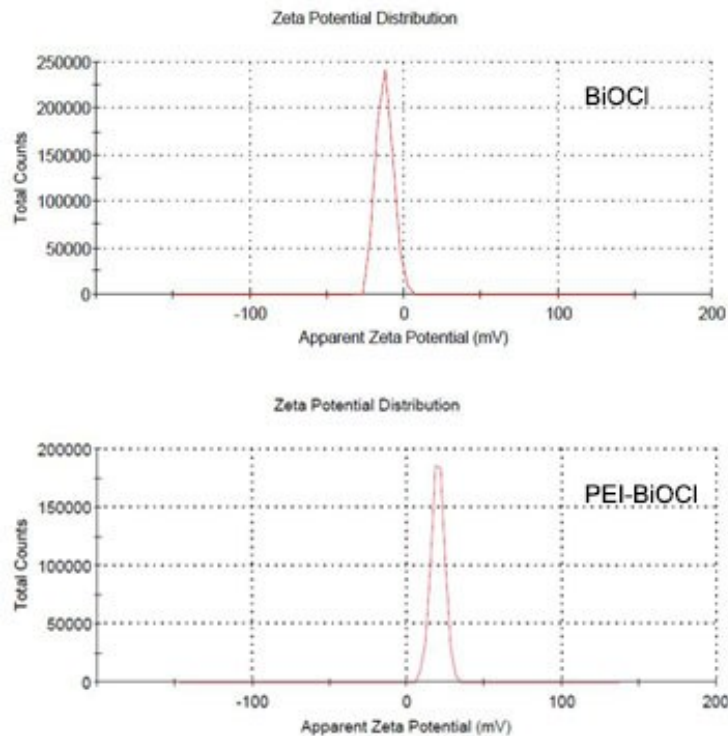 Zeta Potential Distribution
250000
200000
150000
100000
50000
0
Total Counts
BiOCl
-100 0 100 200
Apparent Zeta Potential (mV)
Zeta Potential Distribution
200000
150000
100000
50000
0
Total Counts
PEI-BiOCl
-100 0 100 200
Apparent Zeta Potential (mV)